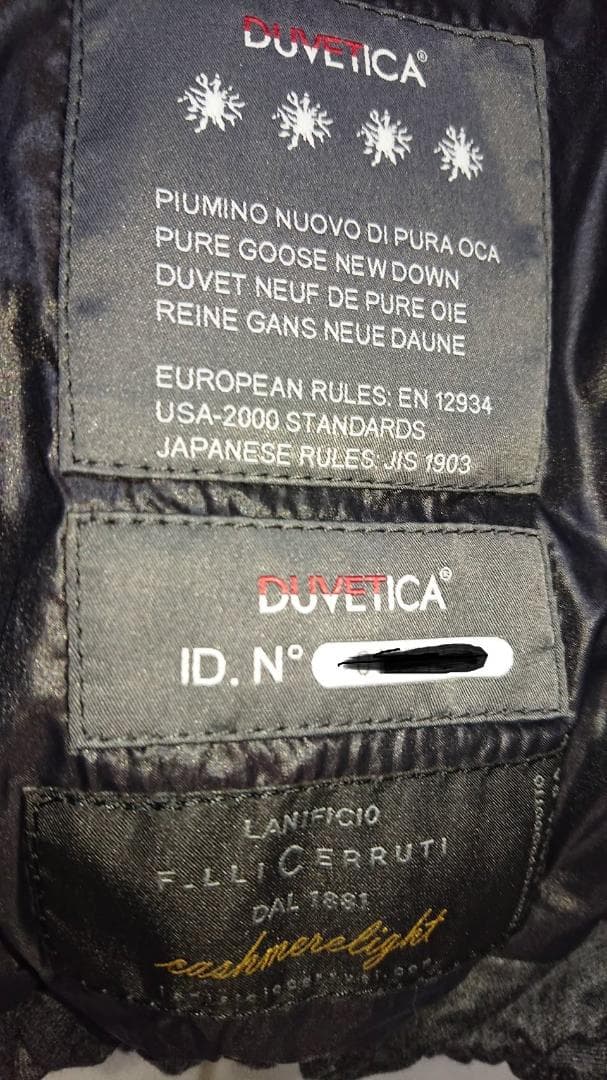 DUVETICA®
PIUMINO NUOVO DI PURA OCA
PURE GOOSE NEW DOWN
DUVET NEUF DE PURE OIE
REINE GANS NEUE DAUNE
EUROPEAN RULES: EN 12934
USA-2000 STANDARDS
JAPANESE RULES: JIS 1903
DUVETICA®
ID. N°
LANIFICIO
F.LLI CERRUTI
DAL 1881
cashmerelight